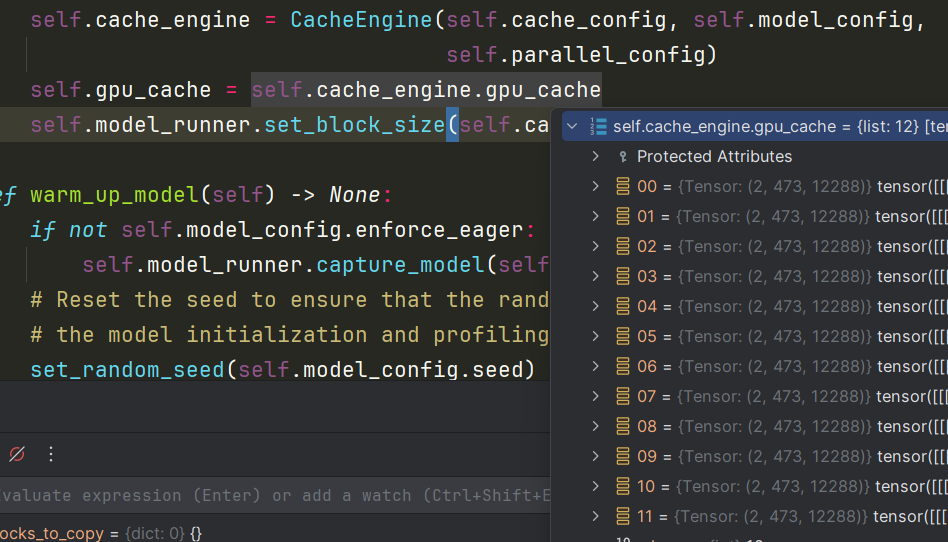 self.cache_engine = CacheEngine(self.cache_config, self.model_config,
self.parallel_config)
self.gpu_cache = self.cache_engine.gpu_cache
self.model_runner.set_block_size(self.ca
ef warm_up_model(self) -> None:
if not self.model_config.enforce_eager:
self.model_runner.capture_model(self
# Reset the seed to ensure that the rand
# the model initialization and profiling
set_random_seed(self.model_config.seed)
self.cache_engine.gpu_cache = {list: 12} [ten
Protected Attributes
00 = {Tensor: (2, 473, 12288)} tensor([[[
01 = {Tensor: (2, 473, 12288)} tensor([[[
02 = {Tensor: (2, 473, 12288)} tensor([[[
03 = {Tensor: (2, 473, 12288)} tensor([[[
04 = {Tensor: (2, 473, 12288)} tensor([[[
05 = {Tensor: (2, 473, 12288)} tensor([[[
06 = {Tensor: (2, 473, 12288)} tensor([[[
07 = {Tensor: (2, 473, 12288)} tensor([[[
08 = {Tensor: (2, 473, 12288)} tensor([[[
09 = {Tensor: (2, 473, 12288)} tensor([[[
10 = {Tensor: (2, 473, 12288)} tensor([[[
11 = {Tensor: (2, 473, 12288)} tensor([[[
valuate expression (Enter) or add a watch (Ctrl+Shift+E
ocks_to_copy = {dict: 0} {}